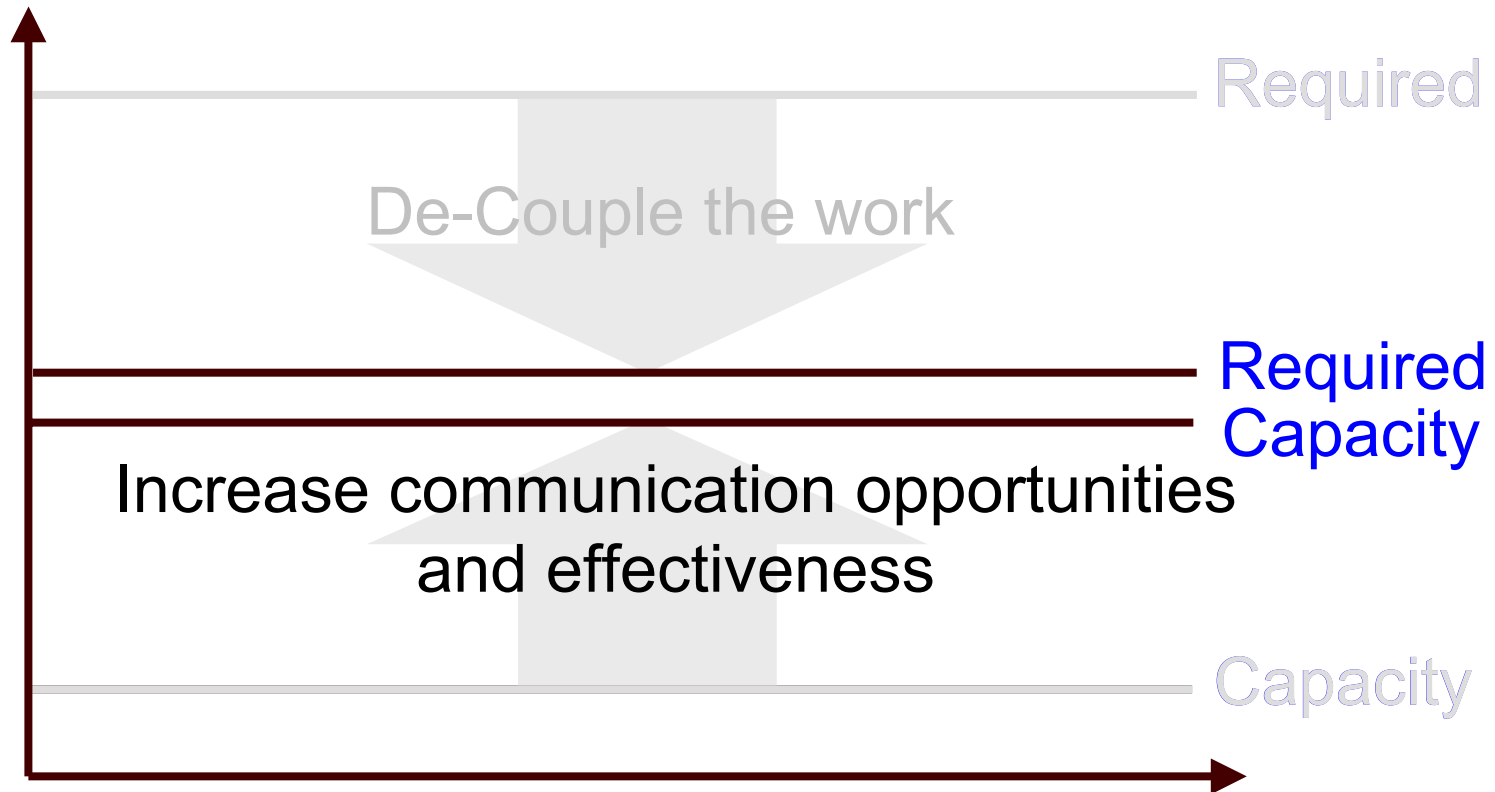 Required
De-Couple the work
Required
Capacity
Increase communication opportunities
and effectiveness
Capacity